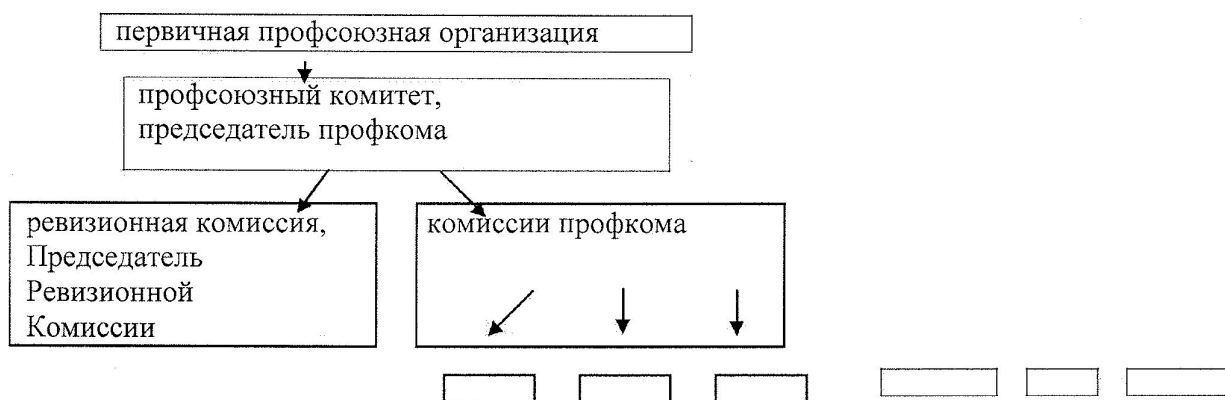 первичная профсоюзная организация
профсоюзный комитет,
председатель профкома
ревизионная комиссия,
Председатель
Ревизионной
Комиссии
комиссии профкома